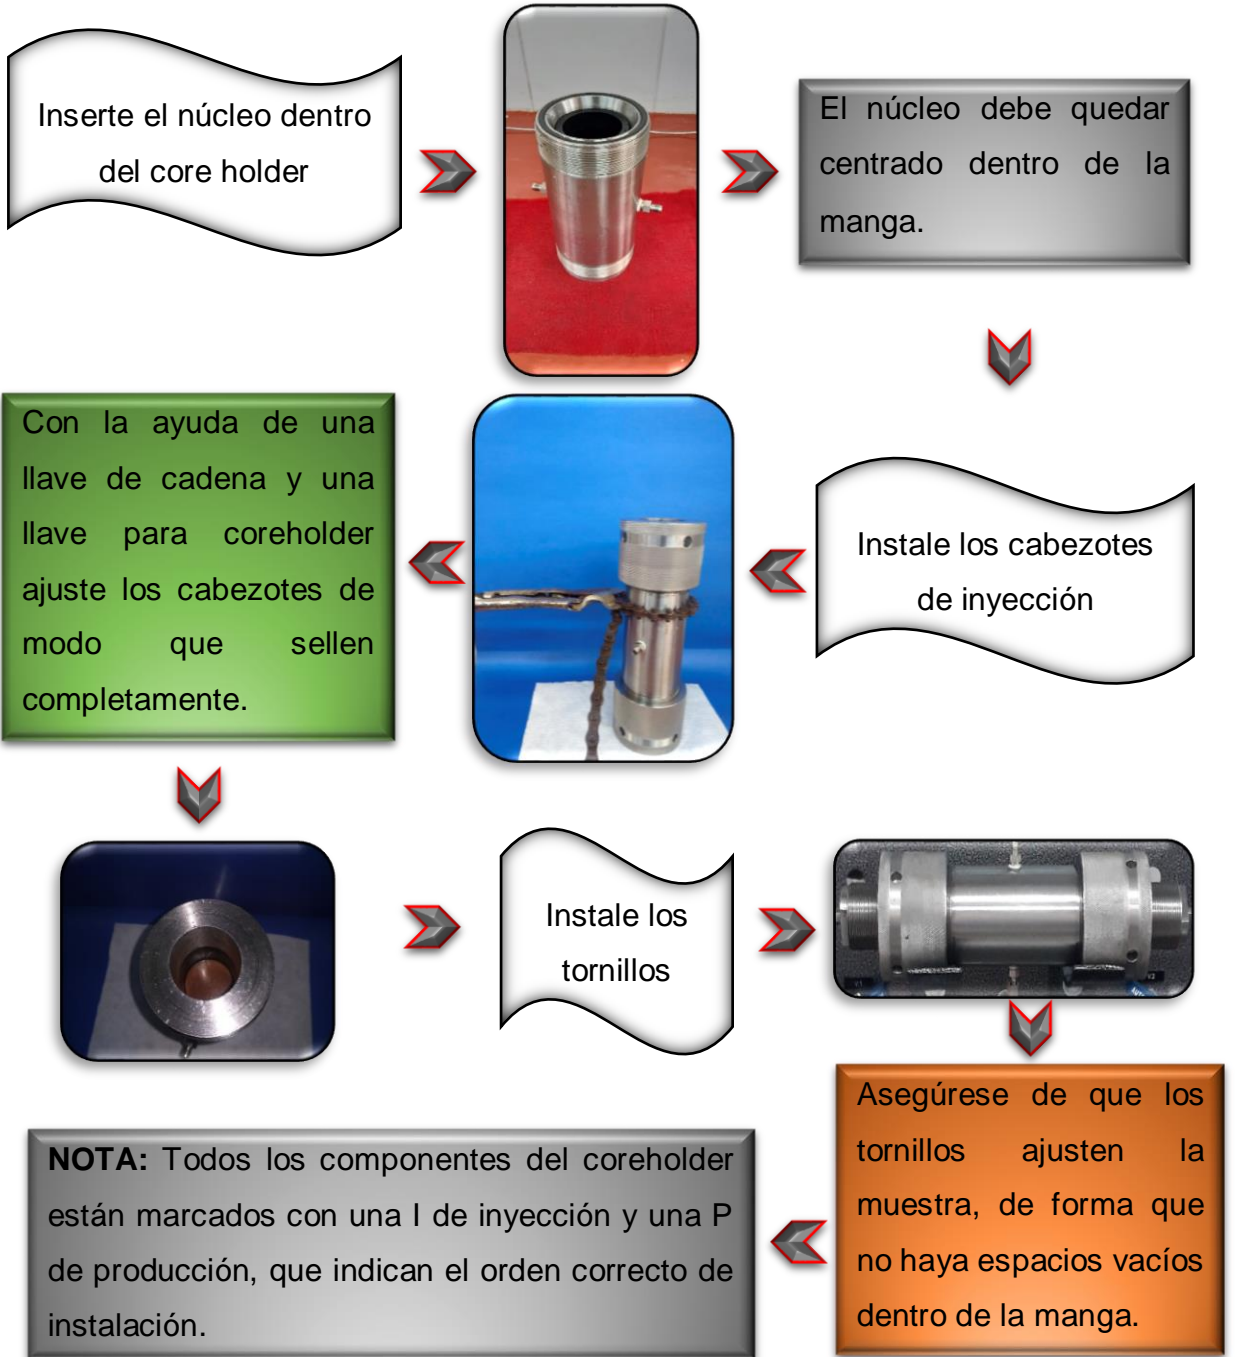 Inserte el núcleo dentro
del core holder
El núcleo debe quedar
centrado dentro de la
manga.
Instale los cabezotes
de inyección
Con la ayuda de una
llave de cadena y una
llave para coreholder
ajuste los cabezotes de
modo que sellen
completamente.
Instale los
tornillos
V1
Asegúrese de que los
tornillos ajusten la
muestra, de forma que
no haya espacios vacíos
dentro de la manga.
NOTA: Todos los componentes del coreholder
están marcados con una I de inyección y una P
de producción, que indican el orden correcto de
instalación.